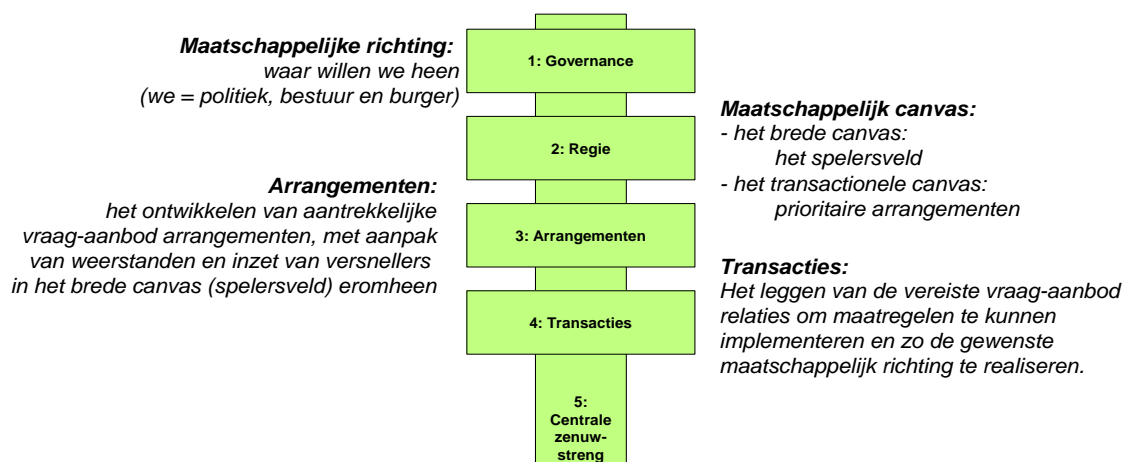 Maatschappelijke richting:
waar willen we heen
(we = politiek, bestuur en burger)
1: Governance
Maatschappelijk canvas:
- het brede canvas:
het spelersveld
- het transactionele canvas:
prioritaire arrangementen
2: Regie
Arrangementen:
het ontwikkelen van aantrekkelijke
vraag-aanbod arrangementen, met aanpak
van weerstanden en inzet van versnellers
in het brede canvas (spelersveld) eromheen
3: Arrangementen
Transacties:
Het leggen van de vereiste vraag-aanbod
relaties om maatregelen te kunnen
implementeren en zo de gewenste
maatschappelijk richting te realiseren.
4: Transacties
5:
Centrale
zenuw-
streng